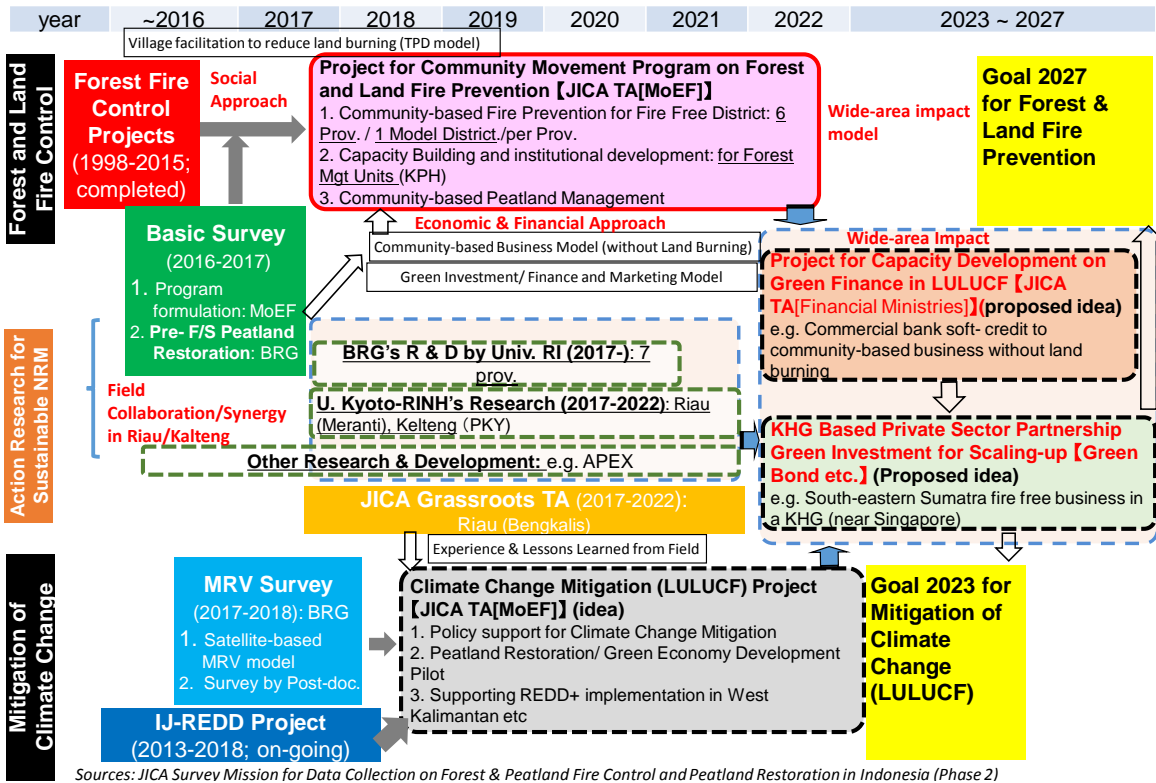 year ~2016 2017 2018 2019 2020 2021 2022 2023 ~ 2027
Village facilitation to reduce land burning (TPD model)
Forest and Land
Fire Control
Forest Fire
Control
Projects
(1998-2015;
completed)
Social
Approach
Project for Community Movement Program on Forest
and Land Fire Prevention【JICA TA[MoEF]】
1. Community-based Fire Prevention for Fire Free District: 6
Prov. / 1 Model District./per Prov.
2. Capacity Building and institutional development: for Forest
Mgt Units (KPH)
3. Community-based Peatland Management
Wide-area impact
model
Goal 2027
for Forest &
Land Fire
Prevention
Basic Survey
(2016-2017)
1. Program
formulation: MoEF
2. Pre- F/S Peatland
Restoration: BRG
Economic & Financial Approach
Community-based Business Model (without Land Burning)
Green Investment/ Finance and Marketing Model
Wide-area Impact
Project for Capacity Development on
Green Finance in LULUCF【JICA
TA[Financial Ministries]】(proposed idea)
e.g. Commercial bank soft- credit to
community-based business without land
burning
Action Research for
Sustainable NRM
Field
Collaboration/Synergy
in Riau/Kalteng
BRG's R & D by Univ. RI (2017-): 7
prov.
U. Kyoto-RINH's Research (2017-2022): Riau
(Meranti), Kelteng（PKY)
Other Research & Development: e.g. APEX
JICA Grassroots TA (2017-2022):
Riau (Bengkalis)
KHG Based Private Sector Partnership
Green Investment for Scaling-up【Green
Bond etc.】(Proposed idea)
e.g. South-eastern Sumatra fire free business in
a KHG (near Singapore)
Experience & Lessons Learned from Field
Mitigation of
Climate Change
MRV Survey
(2017-2018): BRG
1. Satellite-based
MRV model
2. Survey by Post-doc.
IJ-REDD Project
(2013-2018; on-going)
Climate Change Mitigation (LULUCF) Project
【JICA TA[MoEF]】(idea)
1. Policy support for Climate Change Mitigation
2. Peatland Restoration/ Green Economy Development
Pilot
3. Supporting REDD+ implementation in West
Kalimantan etc
Goal 2023 for
Mitigation of
Climate
Change
(LULUCF)
Sources: JICA Survey Mission for Data Collection on Forest & Peatland Fire Control and Peatland Restoration in Indonesia (Phase 2)